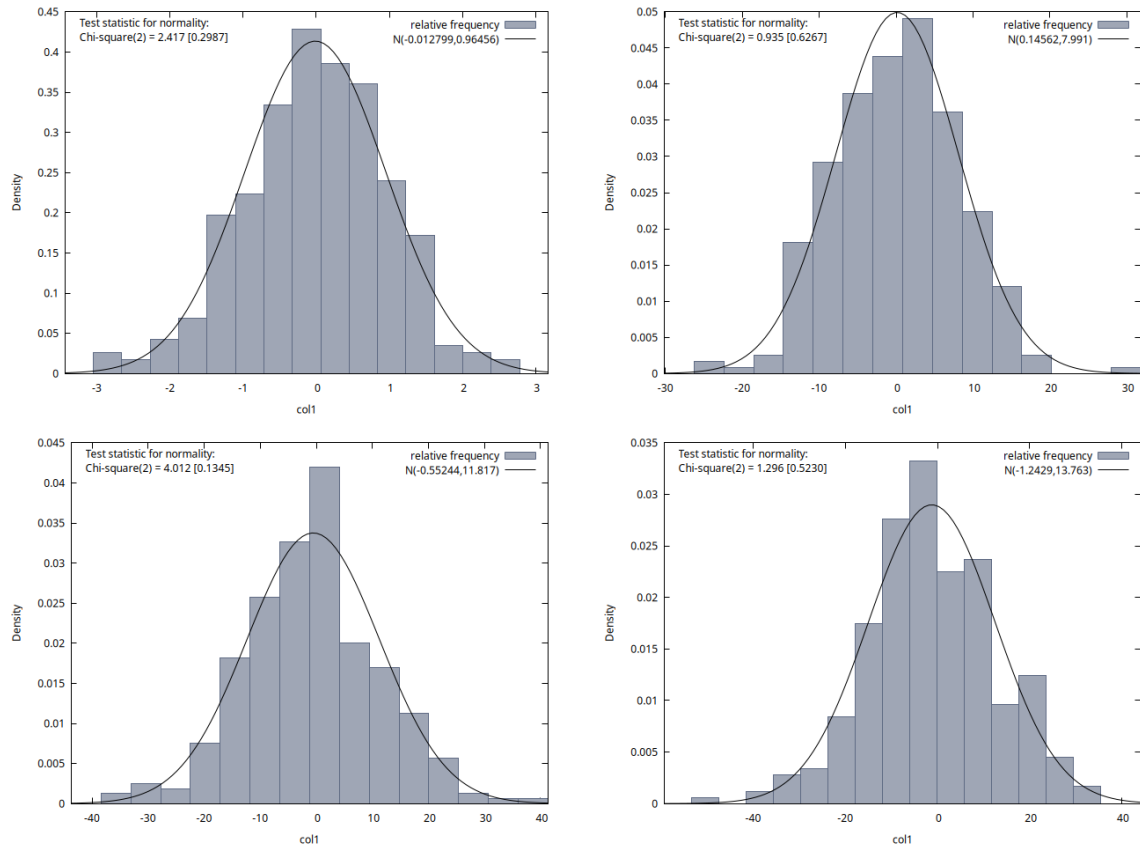 Test statistic for normality:
Chi-square(2) = 2.417 [0.2987]
relative frequency
N(-0.012799,0.96456)
0.45
0.4
0.35
0.3
0.25
0.2
0.15
0.1
0.05
0
Density
-3 -2 -1 0 1 2 3
col1
Test statistic for normality:
Chi-square(2) = 0.935 [0.6267]
relative frequency
N(0.14562,7.991)
0.05
0.045
0.04
0.035
0.03
0.025
0.02
0.015
0.01
0.005
0
Density
-30 -20 -10 0 10 20 30
col1
Test statistic for normality:
Chi-square(2) = 4.012 [0.1345]
relative frequency
N(-0.55244,11.817)
0.045
0.04
0.035
0.03
0.025
0.02
0.015
0.01
0.005
0
Density
-40 -30 -20 -10 0 10 20 30 40
col1
Test statistic for normality:
Chi-square(2) = 1.296 [0.5230]
relative frequency
N(-1.2429,13.763)
0.035
0.03
0.025
0.02
0.015
0.01
0.005
0
Density
-40 -20 0 20 40
col1